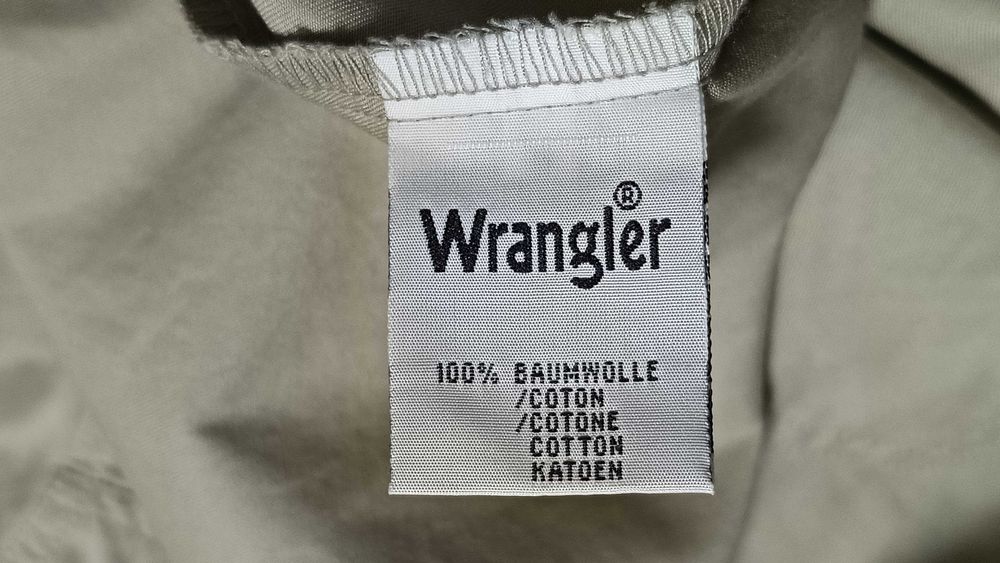 Wrangler®
100% BAUMWOLLE
/COTON
/COTONE
COTTON
KATOEN